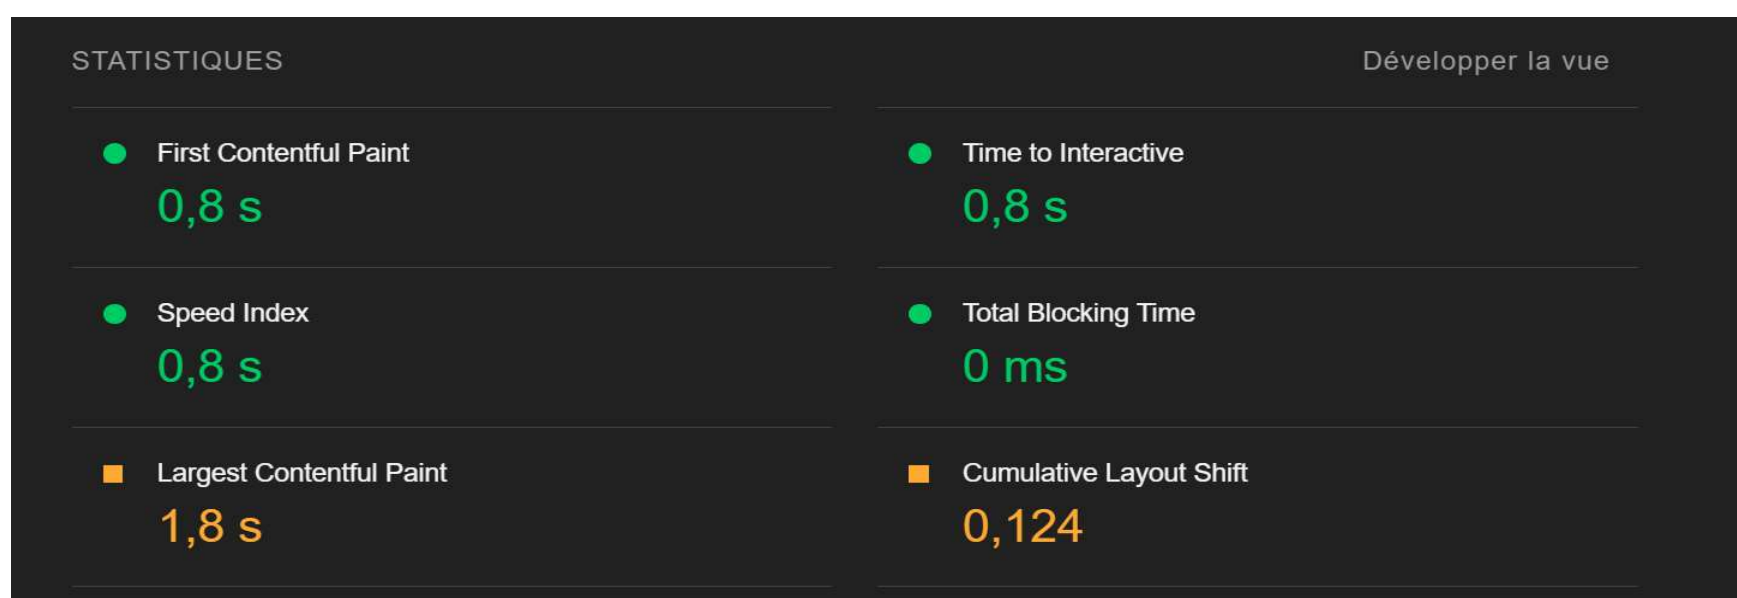 STATISTIQUES
Développer la vue
First Contentful Paint
0,8 s
Time to Interactive
0,8 s
Speed Index
0,8 s
Total Blocking Time
0 ms
Largest Contentful Paint
1,8 s
Cumulative Layout Shift
0,124